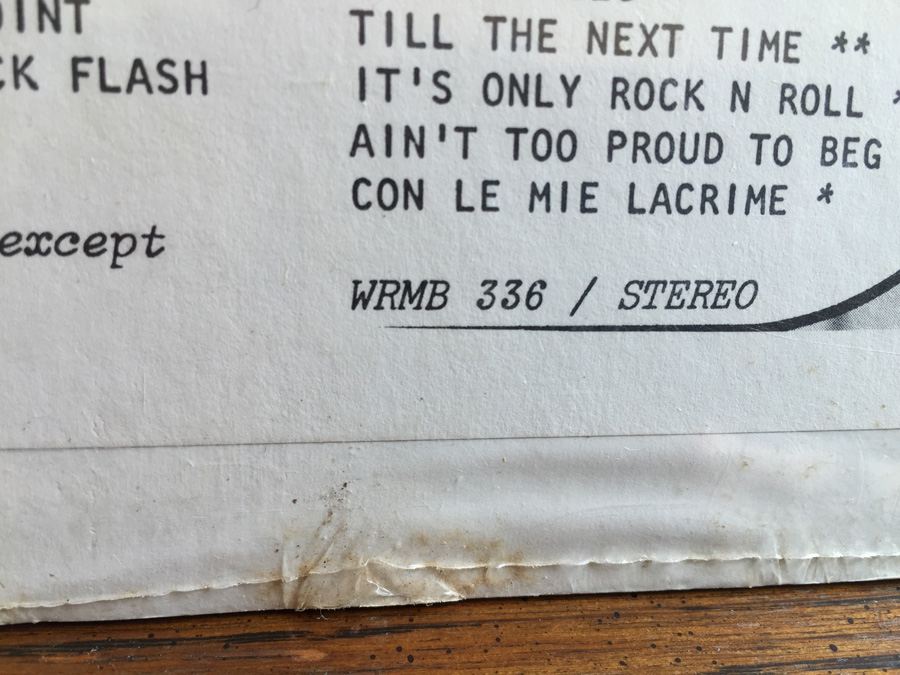 OINT
CK FLASH
except
TILL THE NEXT TIME **
IT'S ONLY ROCK N ROLL *
AIN'T TOO PROUD TO BEG
CON LE MIE LACRIME *
WRMB 336 / STEREO